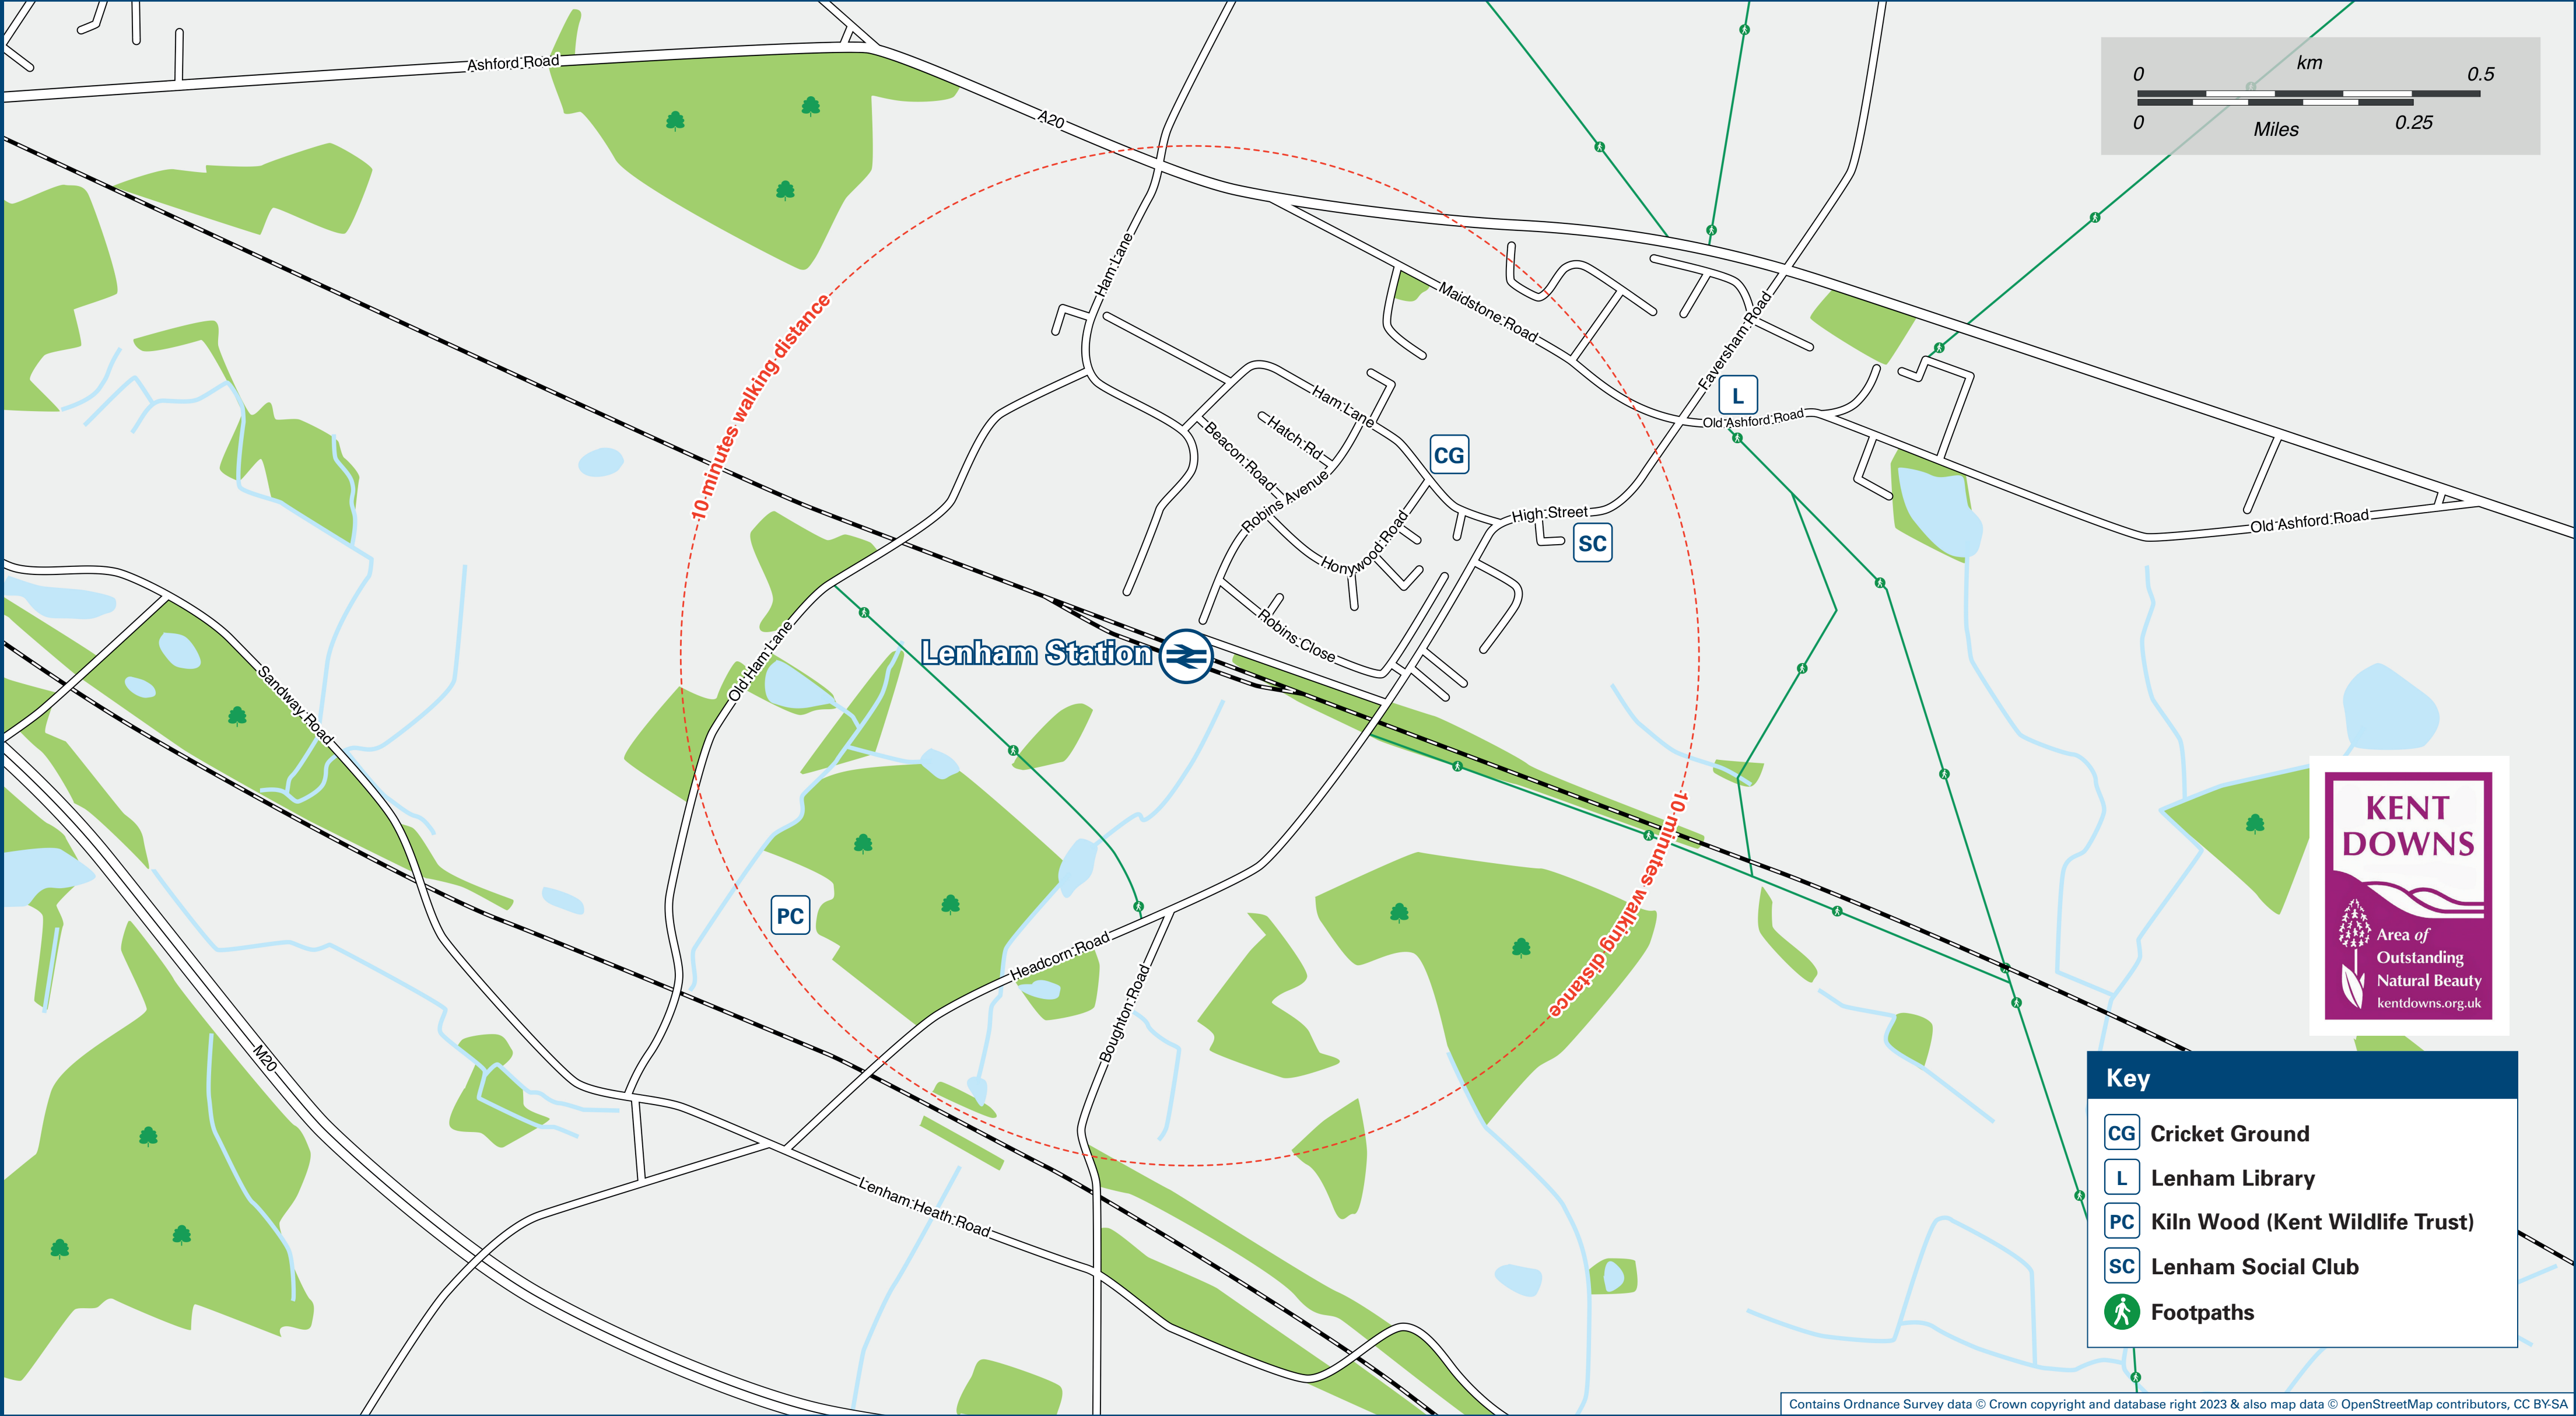 Ashford Road
A20
km
0
0.5
0
Miles
0.25
Ham Lane
10 minutes walking distance
Maidstone Road
Faversham Road
L
Old Ashford Road
Ham Lane
Hatch Rd
Beacon Road
CG
Robins Avenue
High Street
SC
Old Ashford Road
Honywood Road
Robins Close
Lenham Station
Old Ham Lane
Sandway Road
10 minutes walking distance
PC
Headcorn Road
Boughton Road
M20
Lenham Heath Road
KENT
DOWNS
Area of
Outstanding
Natural Beauty
kentdowns.org.uk
Key
CG Cricket Ground
L Lenham Library
PC Kiln Wood (Kent Wildlife Trust)
SC Lenham Social Club
Footpaths
Contains Ordnance Survey data © Crown copyright and database right 2023 & also map data © OpenStreetMap contributors, CC BY-SA